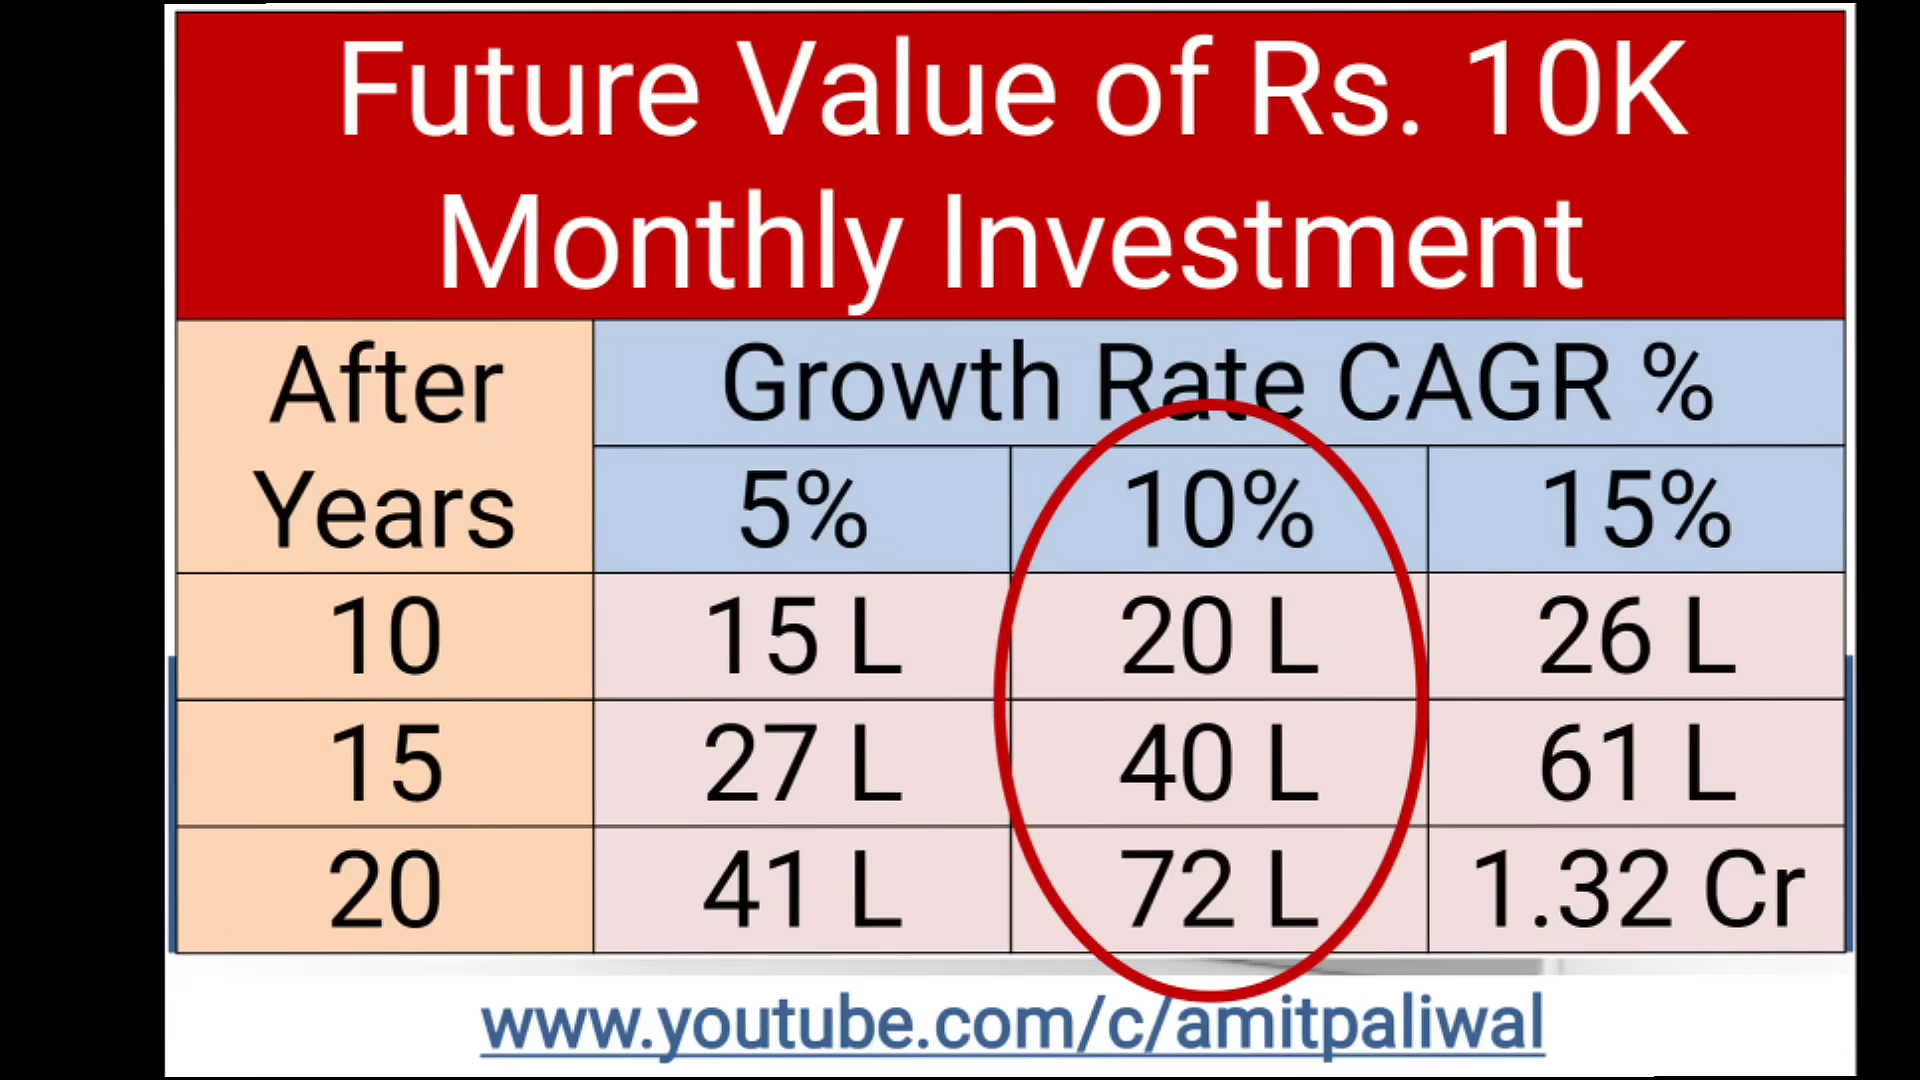 Future Value of Rs. 10K
Monthly Investment
After
Years
Growth Rate CAGR %
5% 10% 15%
10 15 L 20 L 26 L
15 27 L 40 L 61 L
20 41 L 72 L 1.32 Cr
www.youtube.com/c/amitpaliwal